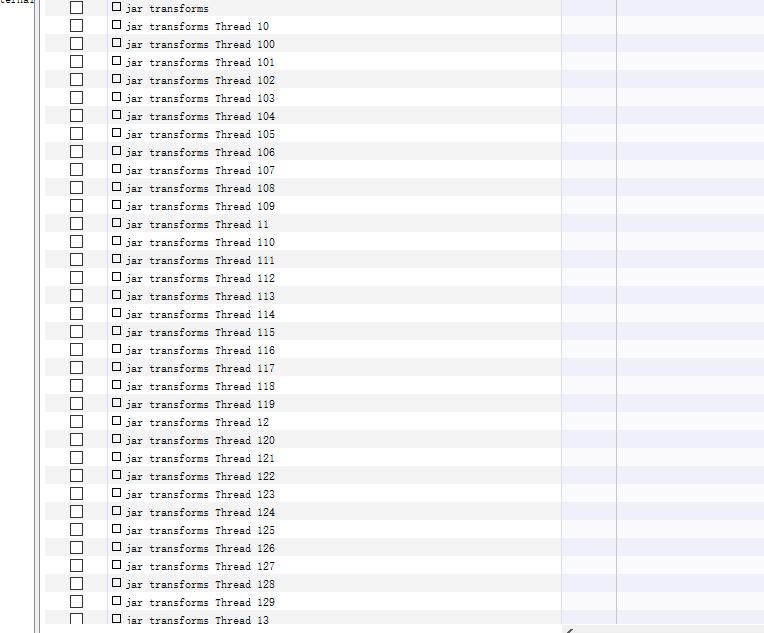 ternal
jar transforms
jar transforms Thread 10
jar transforms Thread 100
jar transforms Thread 101
jar transforms Thread 102
jar transforms Thread 103
jar transforms Thread 104
jar transforms Thread 105
jar transforms Thread 106
jar transforms Thread 107
jar transforms Thread 108
jar transforms Thread 109
jar transforms Thread 11
jar transforms Thread 110
jar transforms Thread 111
jar transforms Thread 112
jar transforms Thread 113
jar transforms Thread 114
jar transforms Thread 115
jar transforms Thread 116
jar transforms Thread 117
jar transforms Thread 118
jar transforms Thread 119
jar transforms Thread 12
jar transforms Thread 120
jar transforms Thread 121
jar transforms Thread 122
jar transforms Thread 123
jar transforms Thread 124
jar transforms Thread 125
jar transforms Thread 126
jar transforms Thread 127
jar transforms Thread 128
jar transforms Thread 129
jar transforms Thread 13